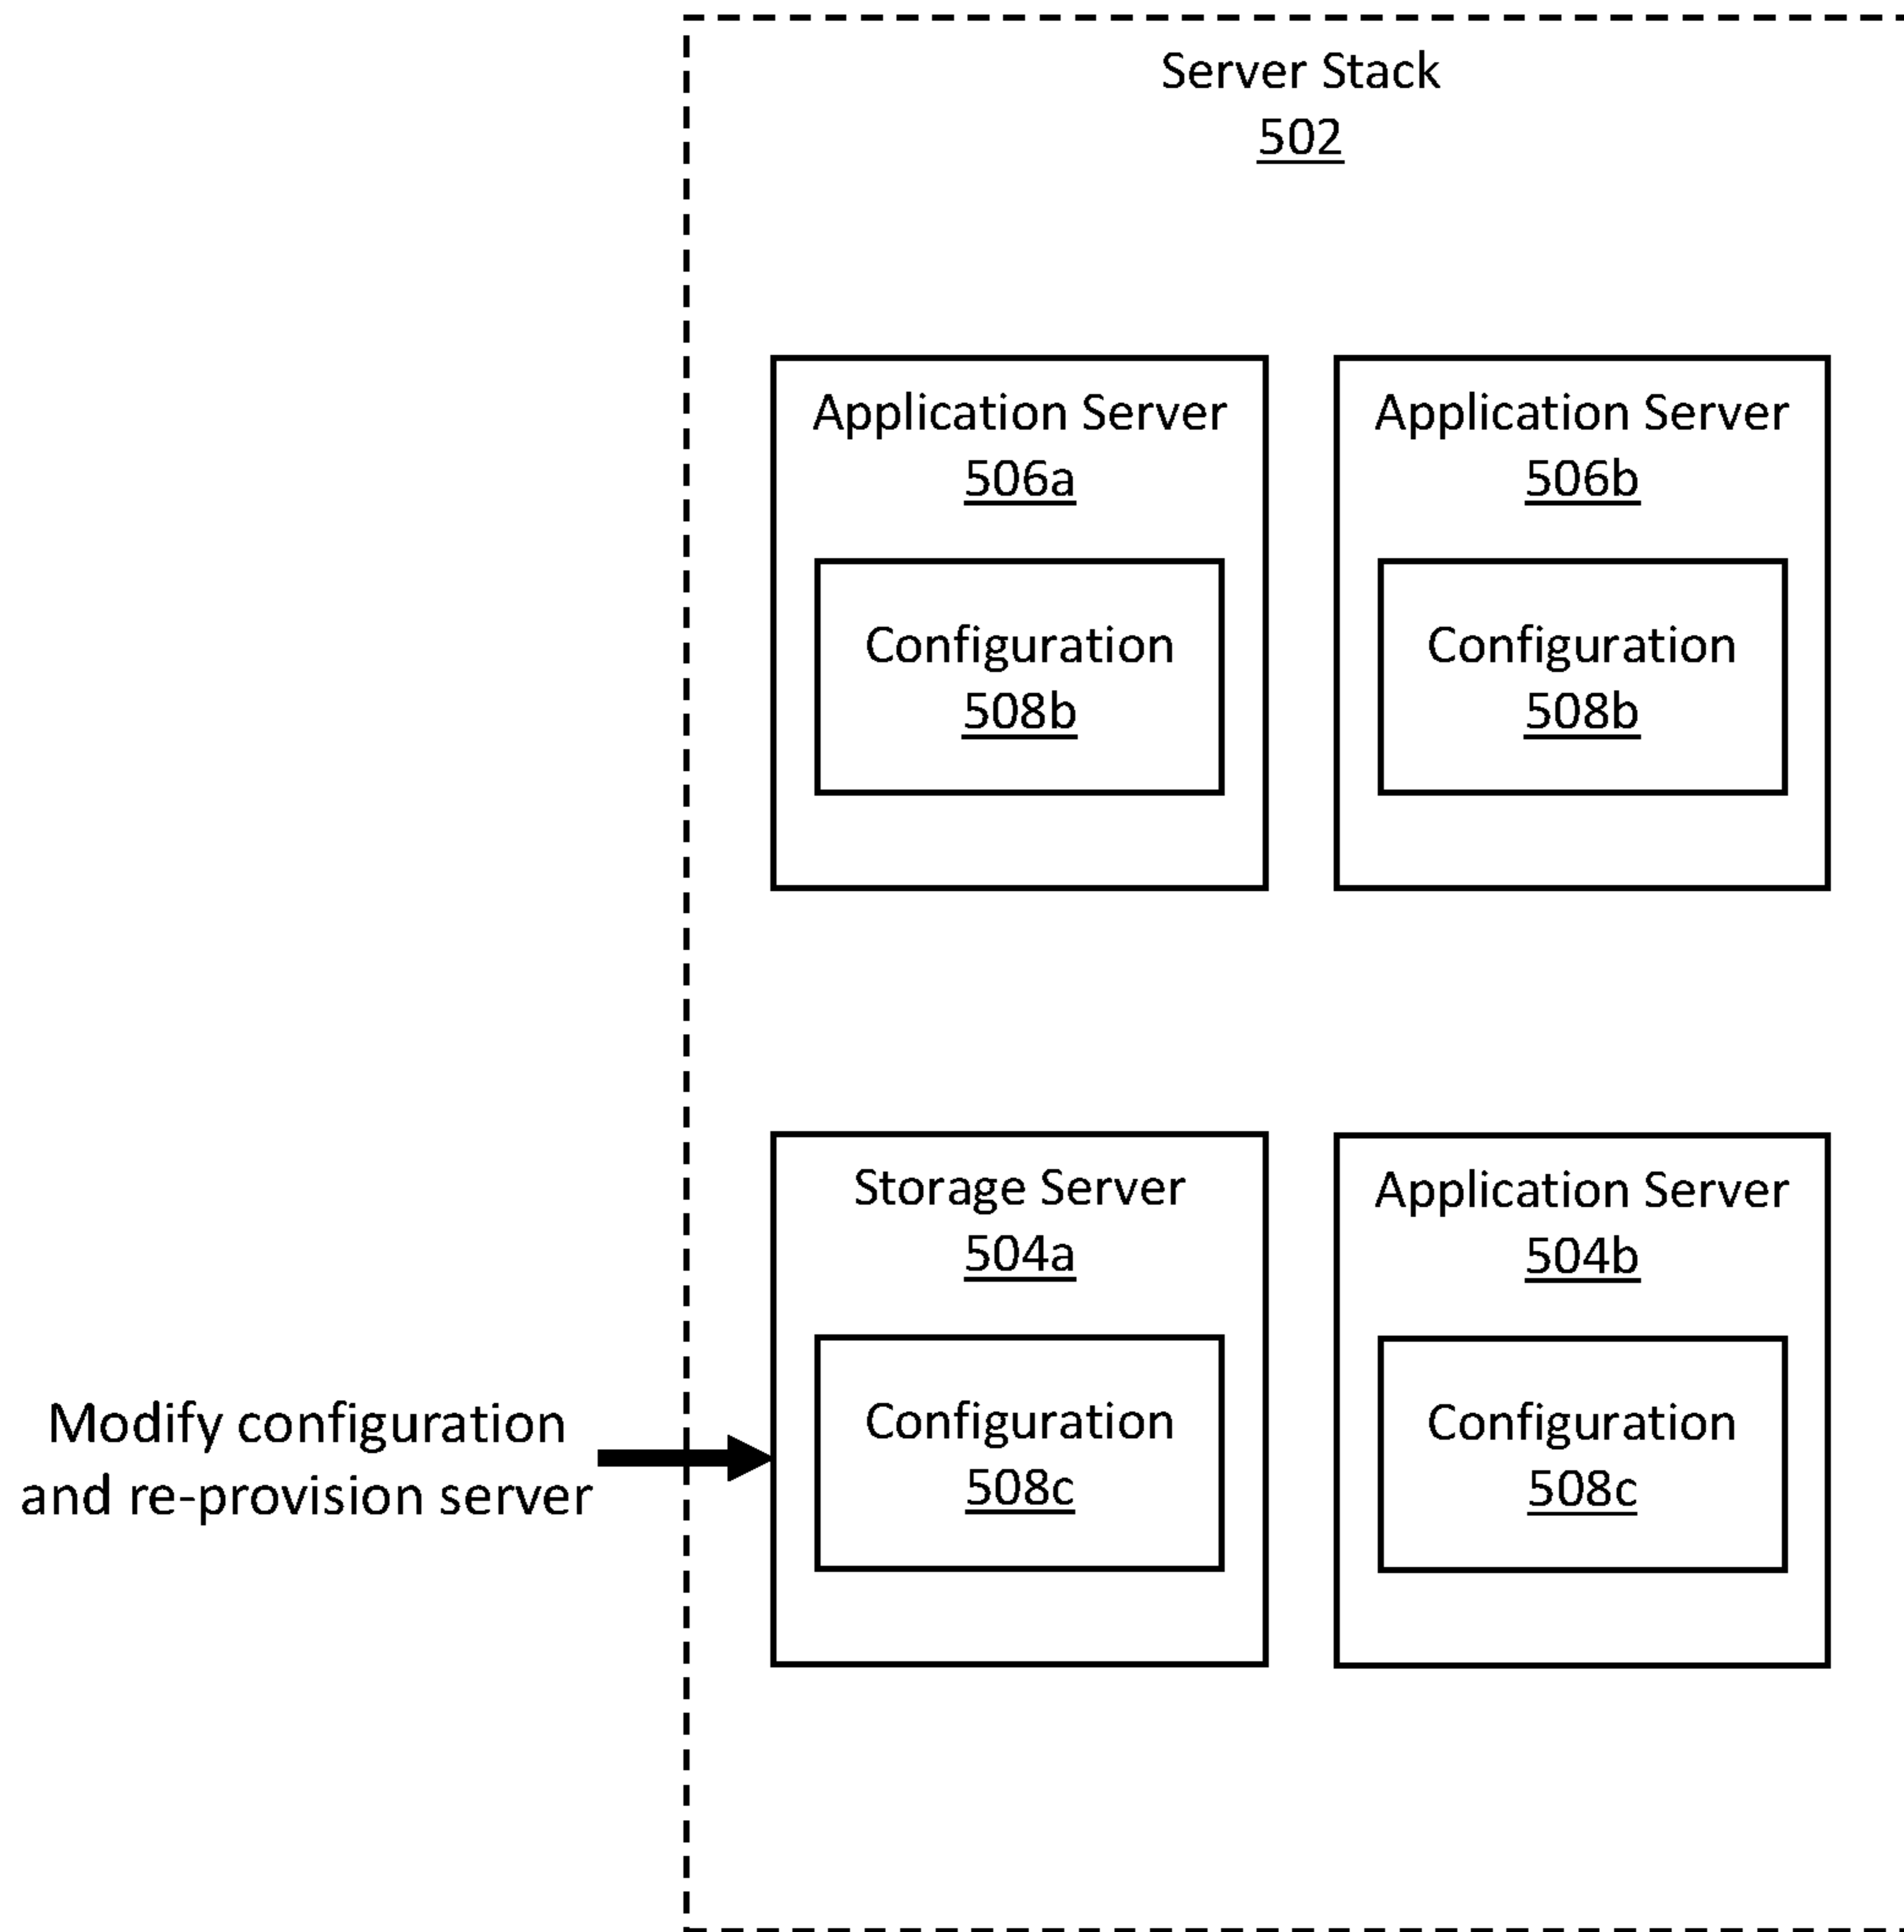 Server Stack
502
Application Server
506a
Configuration
508b
Application Server
506b
Configuration
508b
Storage Server
504a
Configuration
508c
Application Server
504b
Configuration
508c
Modify configuration
and re-provision server